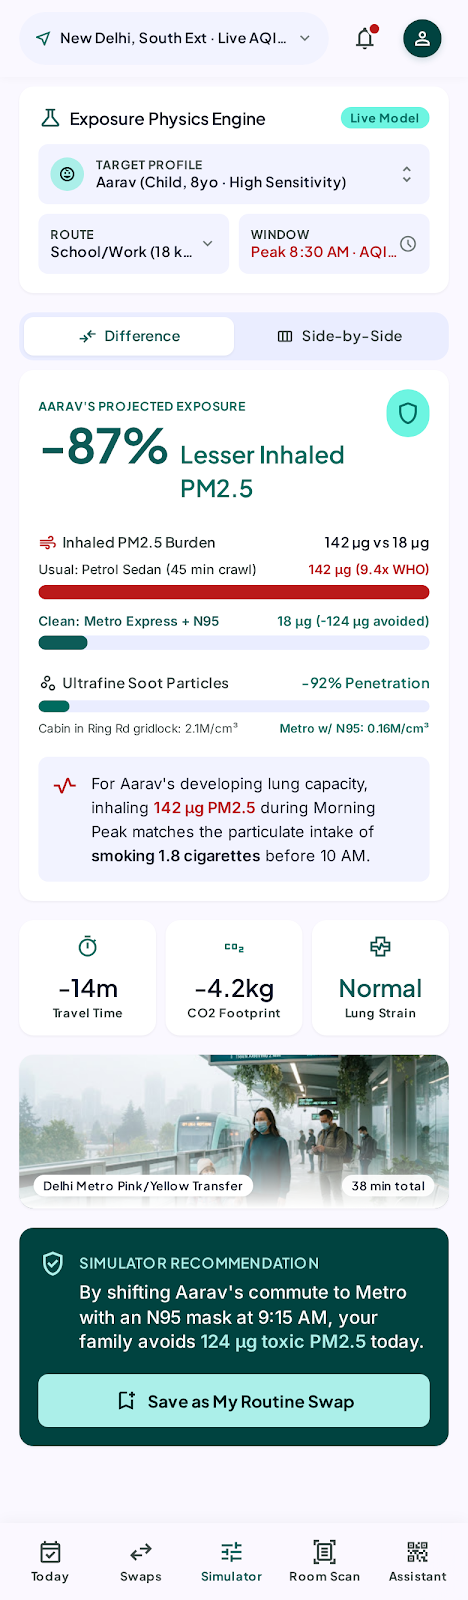 New Delhi, South Ext · Live AQI...
Exposure Physics Engine
Live Model
TARGET PROFILE
Aarav (Child, 8yo · High Sensitivity)
ROUTE
School/Work (18 k...
WINDOW
Peak 8:30 AM · AQI...
Difference
Side-by-Side
AARAV'S PROJECTED EXPOSURE
-87% Lesser Inhaled
PM2.5
Inhaled PM2.5 Burden
142 µg vs 18 µg
Usual: Petrol Sedan (45 min crawl)
142 µg (9.4x WHO)
Clean: Metro Express + N95
18 µg (-124 µg avoided)
Ultrafine Soot Particles
-92% Penetration
Cabin in Ring Rd gridlock: 2.1M/cm³
Metro w/ N95: 0.16M/cm³
For Aarav's developing lung capacity,
inhaling 142 µg PM2.5 during Morning
Peak matches the particulate intake of
smoking 1.8 cigarettes before 10 AM.
-14m
Travel Time
CO₂
-4.2kg
CO2 Footprint
Normal
Lung Strain
Delhi Metro Pink/Yellow Transfer
38 min total
SIMULATOR RECOMMENDATION
By shifting Aarav's commute to Metro
with an N95 mask at 9:15 AM, your
family avoids 124 µg toxic PM2.5 today.
Save as My Routine Swap
Today
Swaps
Simulator
Room Scan
Assistant